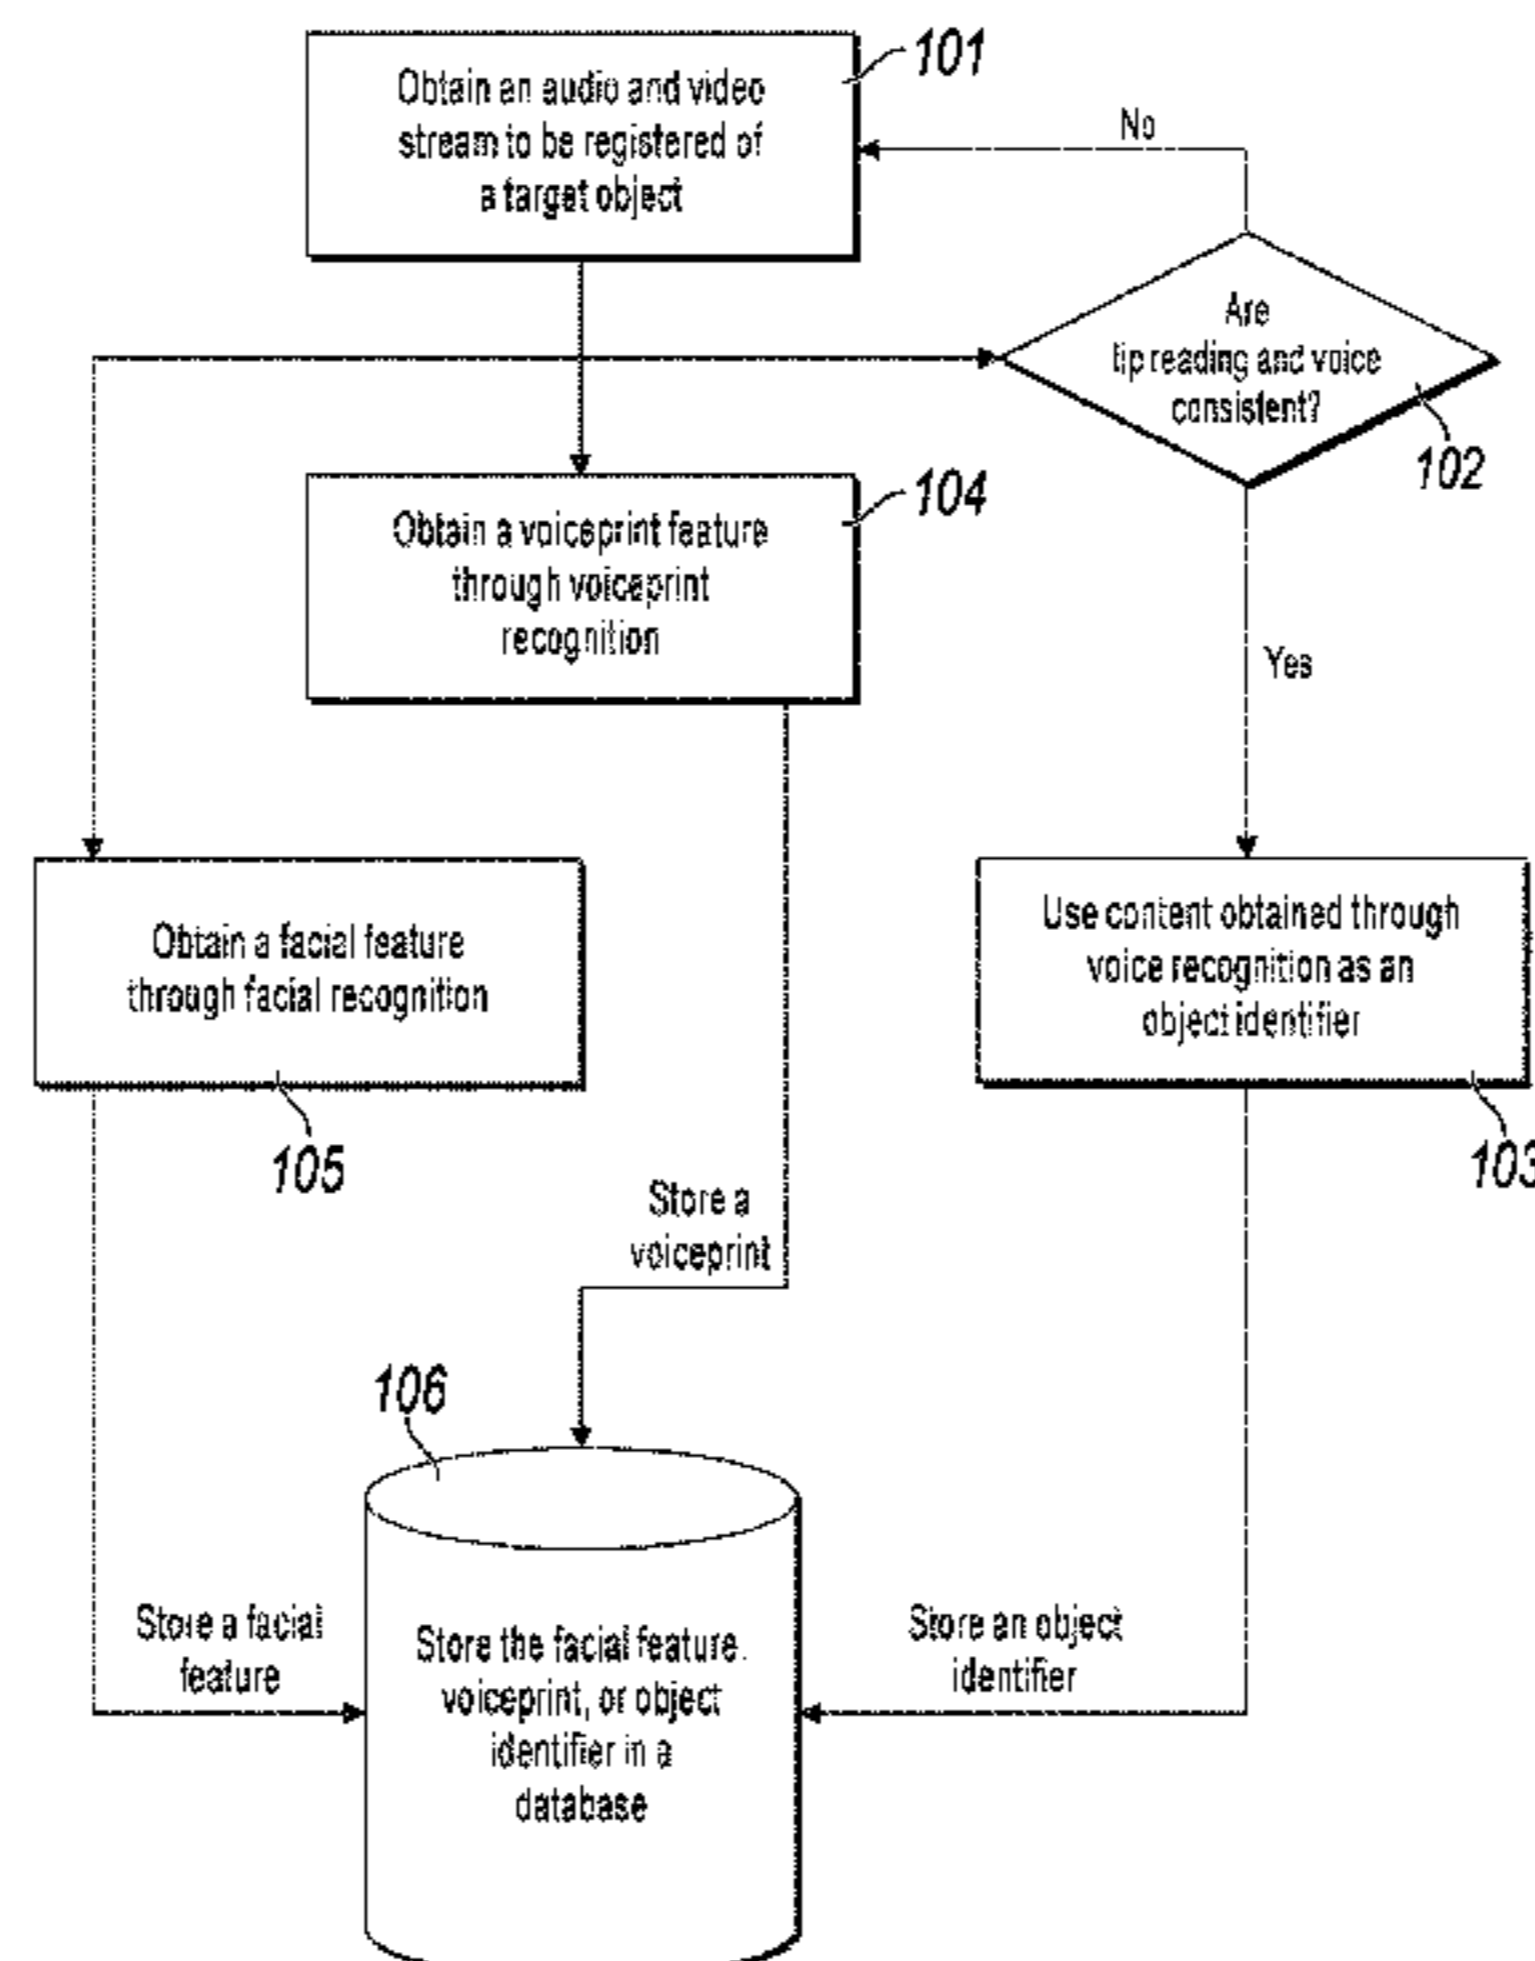 Obtain an audio and video
stream to be registered of
a target object
101
No
Are
lip reading and voice
consistent?
102
Obtain a voiceprint feature
through voiceprint
recognition
104
Yes
Obtain a facial feature
through facial recognition
105
Use content obtained through
voice recognition as an
object identifier
103
Store a
voiceprint
106
Store a facial
feature
Store the facial feature,
voiceprint, or object
identifier in a
database
Store an object
identifier